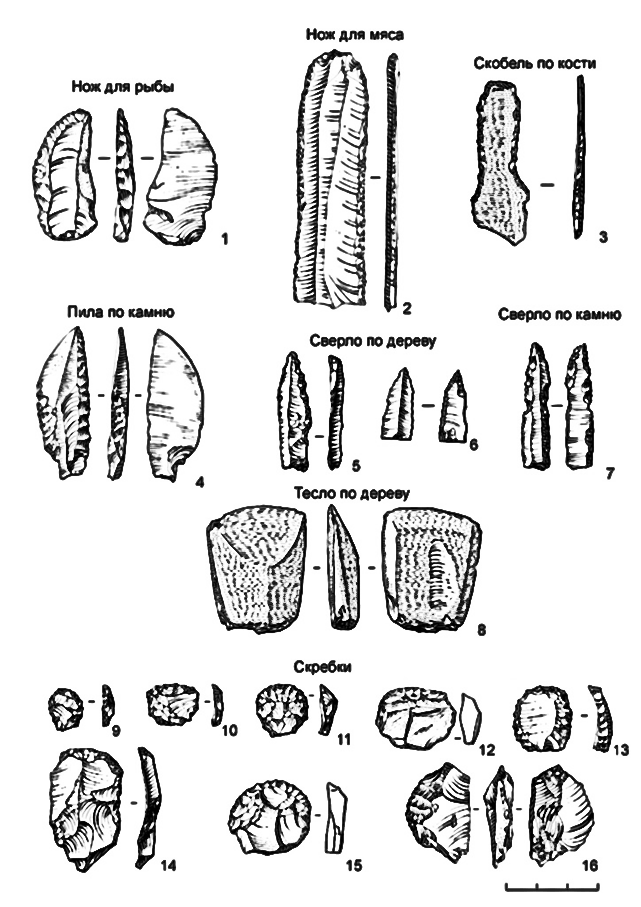 Нож для мяса
Скобель по кости
Нож для рыбы
1
2
3
Пила по камню
Сверло по дереву
Сверло по камню
4
5
6
7
Тесло по дереву
8
Скребки
9
10
11
12
13
14
15
16